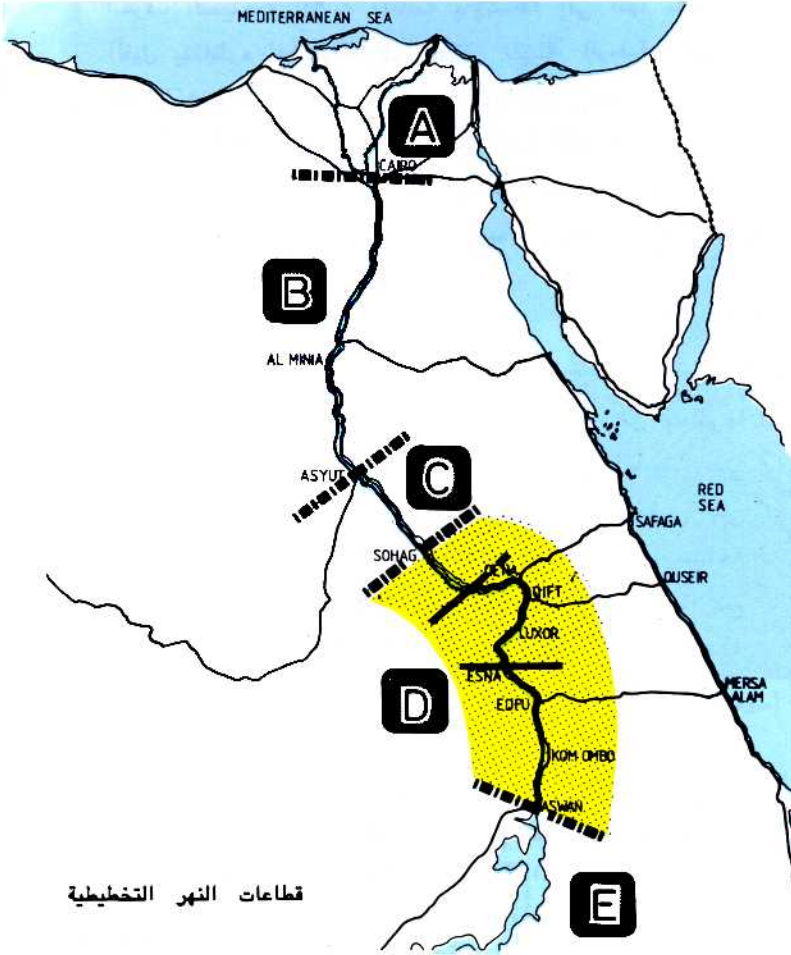 MEDITERRANEAN SEA
A
CAIRO
B
AL MINIA
ASYUT
C
RED
SEA
SAFAGA
SOHAG
QENA
QUSEIR
QIFT
LUXOR
ESNA
MERSA
ALAM
D
EDFU
KOM OMBO
ASWAN
E
قطاعات النهر التخطيطية